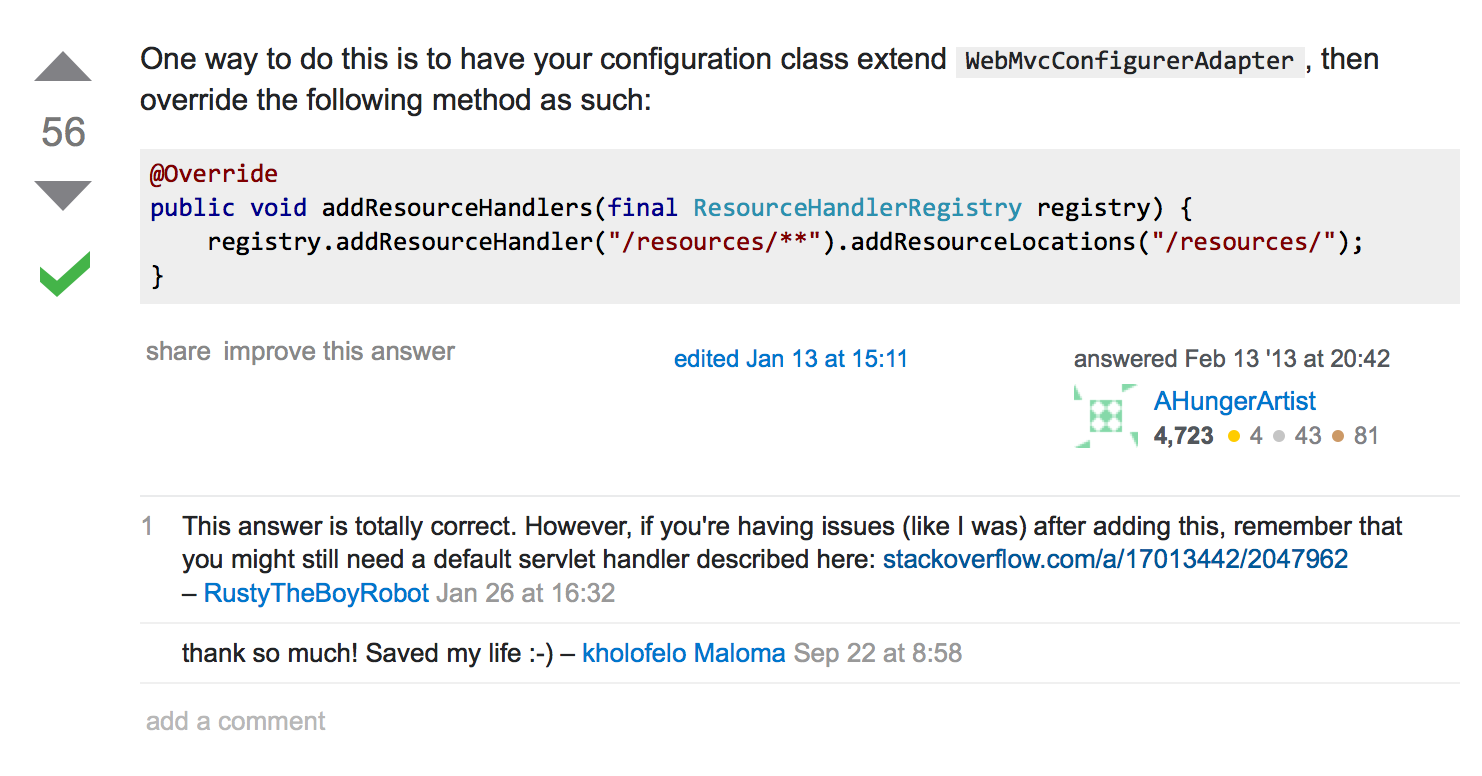 One way to do this is to have your configuration class extend WebMvcConfigurerAdapter, then
override the following method as such:
56
@Override
public void addResourceHandlers(final ResourceHandlerRegistry registry) {
    registry.addResourceHandler("/resources/**").addResourceLocations("/resources/");
}
share improve this answer
edited Jan 13 at 15:11
answered Feb 13 '13 at 20:42
AHungerArtist
4,723 4 43 81
1 This answer is totally correct. However, if you're having issues (like I was) after adding this, remember that
you might still need a default servlet handler described here: stackoverflow.com/a/17013442/2047962
– RustyTheBoyRobot Jan 26 at 16:32
thank so much! Saved my life :-) – kholofelo Maloma Sep 22 at 8:58
add a comment